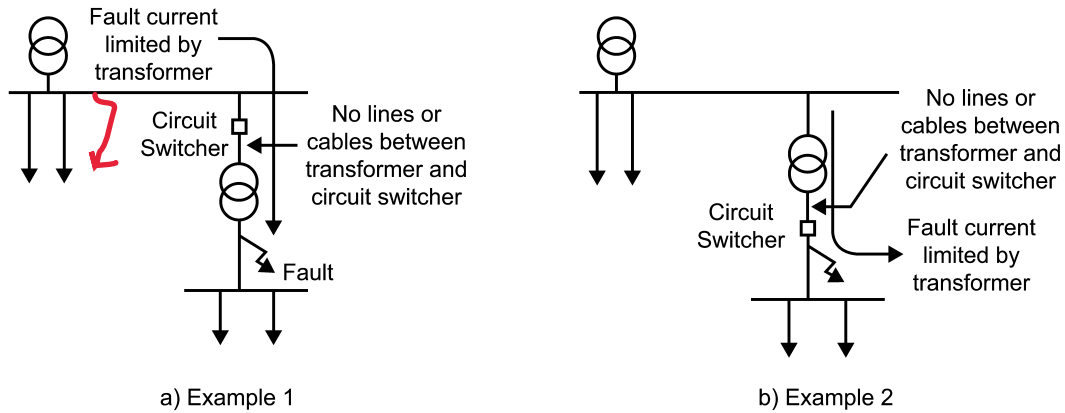 Fault current
limited by
transformer
Circuit
Switcher
No lines or
cables between
transformer and
circuit switcher
Fault
a) Example 1
No lines or
cables between
transformer and
circuit switcher
Circuit
Switcher
Fault current
limited by
transformer
b) Example 2